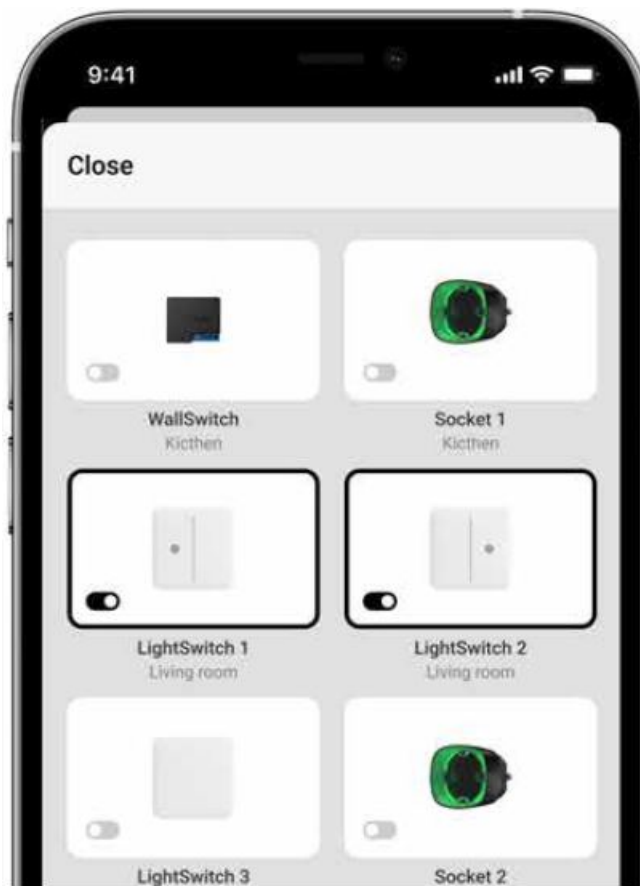 9:41
Close
WallSwitch
Kicthen
Socket 1
Kicthen
LightSwitch 1
Living room
LightSwitch 2
Living room
LightSwitch 3
Socket 2